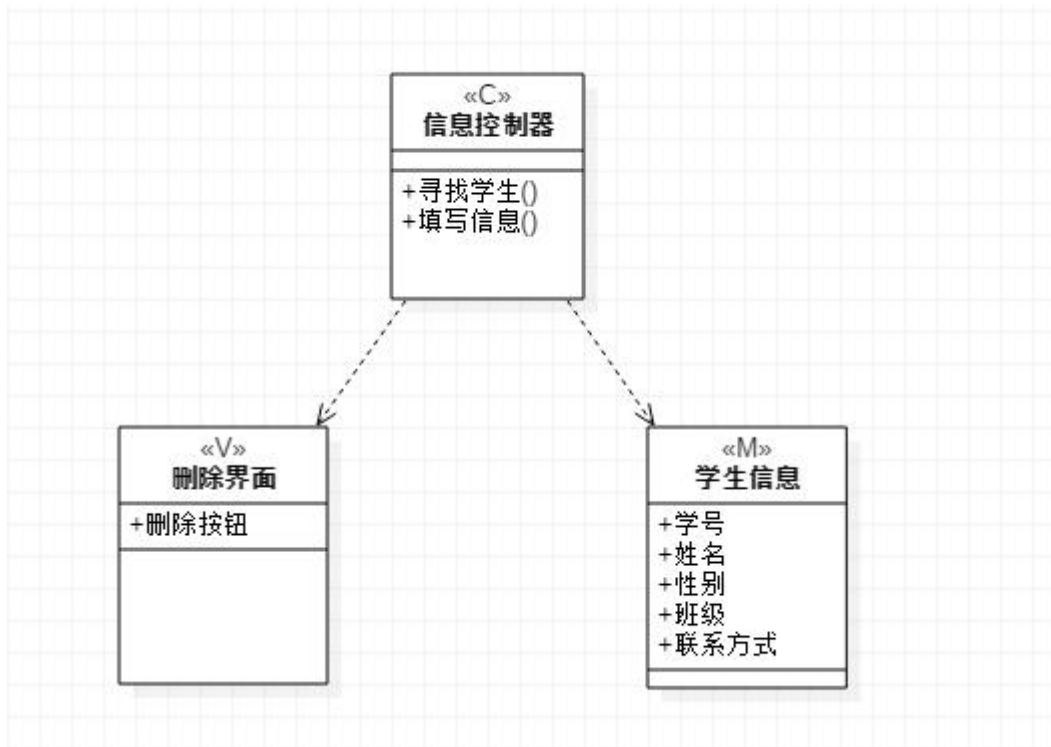 «C»
信息控制器
+寻找学生()
+填写信息()
«V»
删除界面
+删除按钮
«M»
学生信息
+学号
+姓名
+性别
+班级
+联系方式